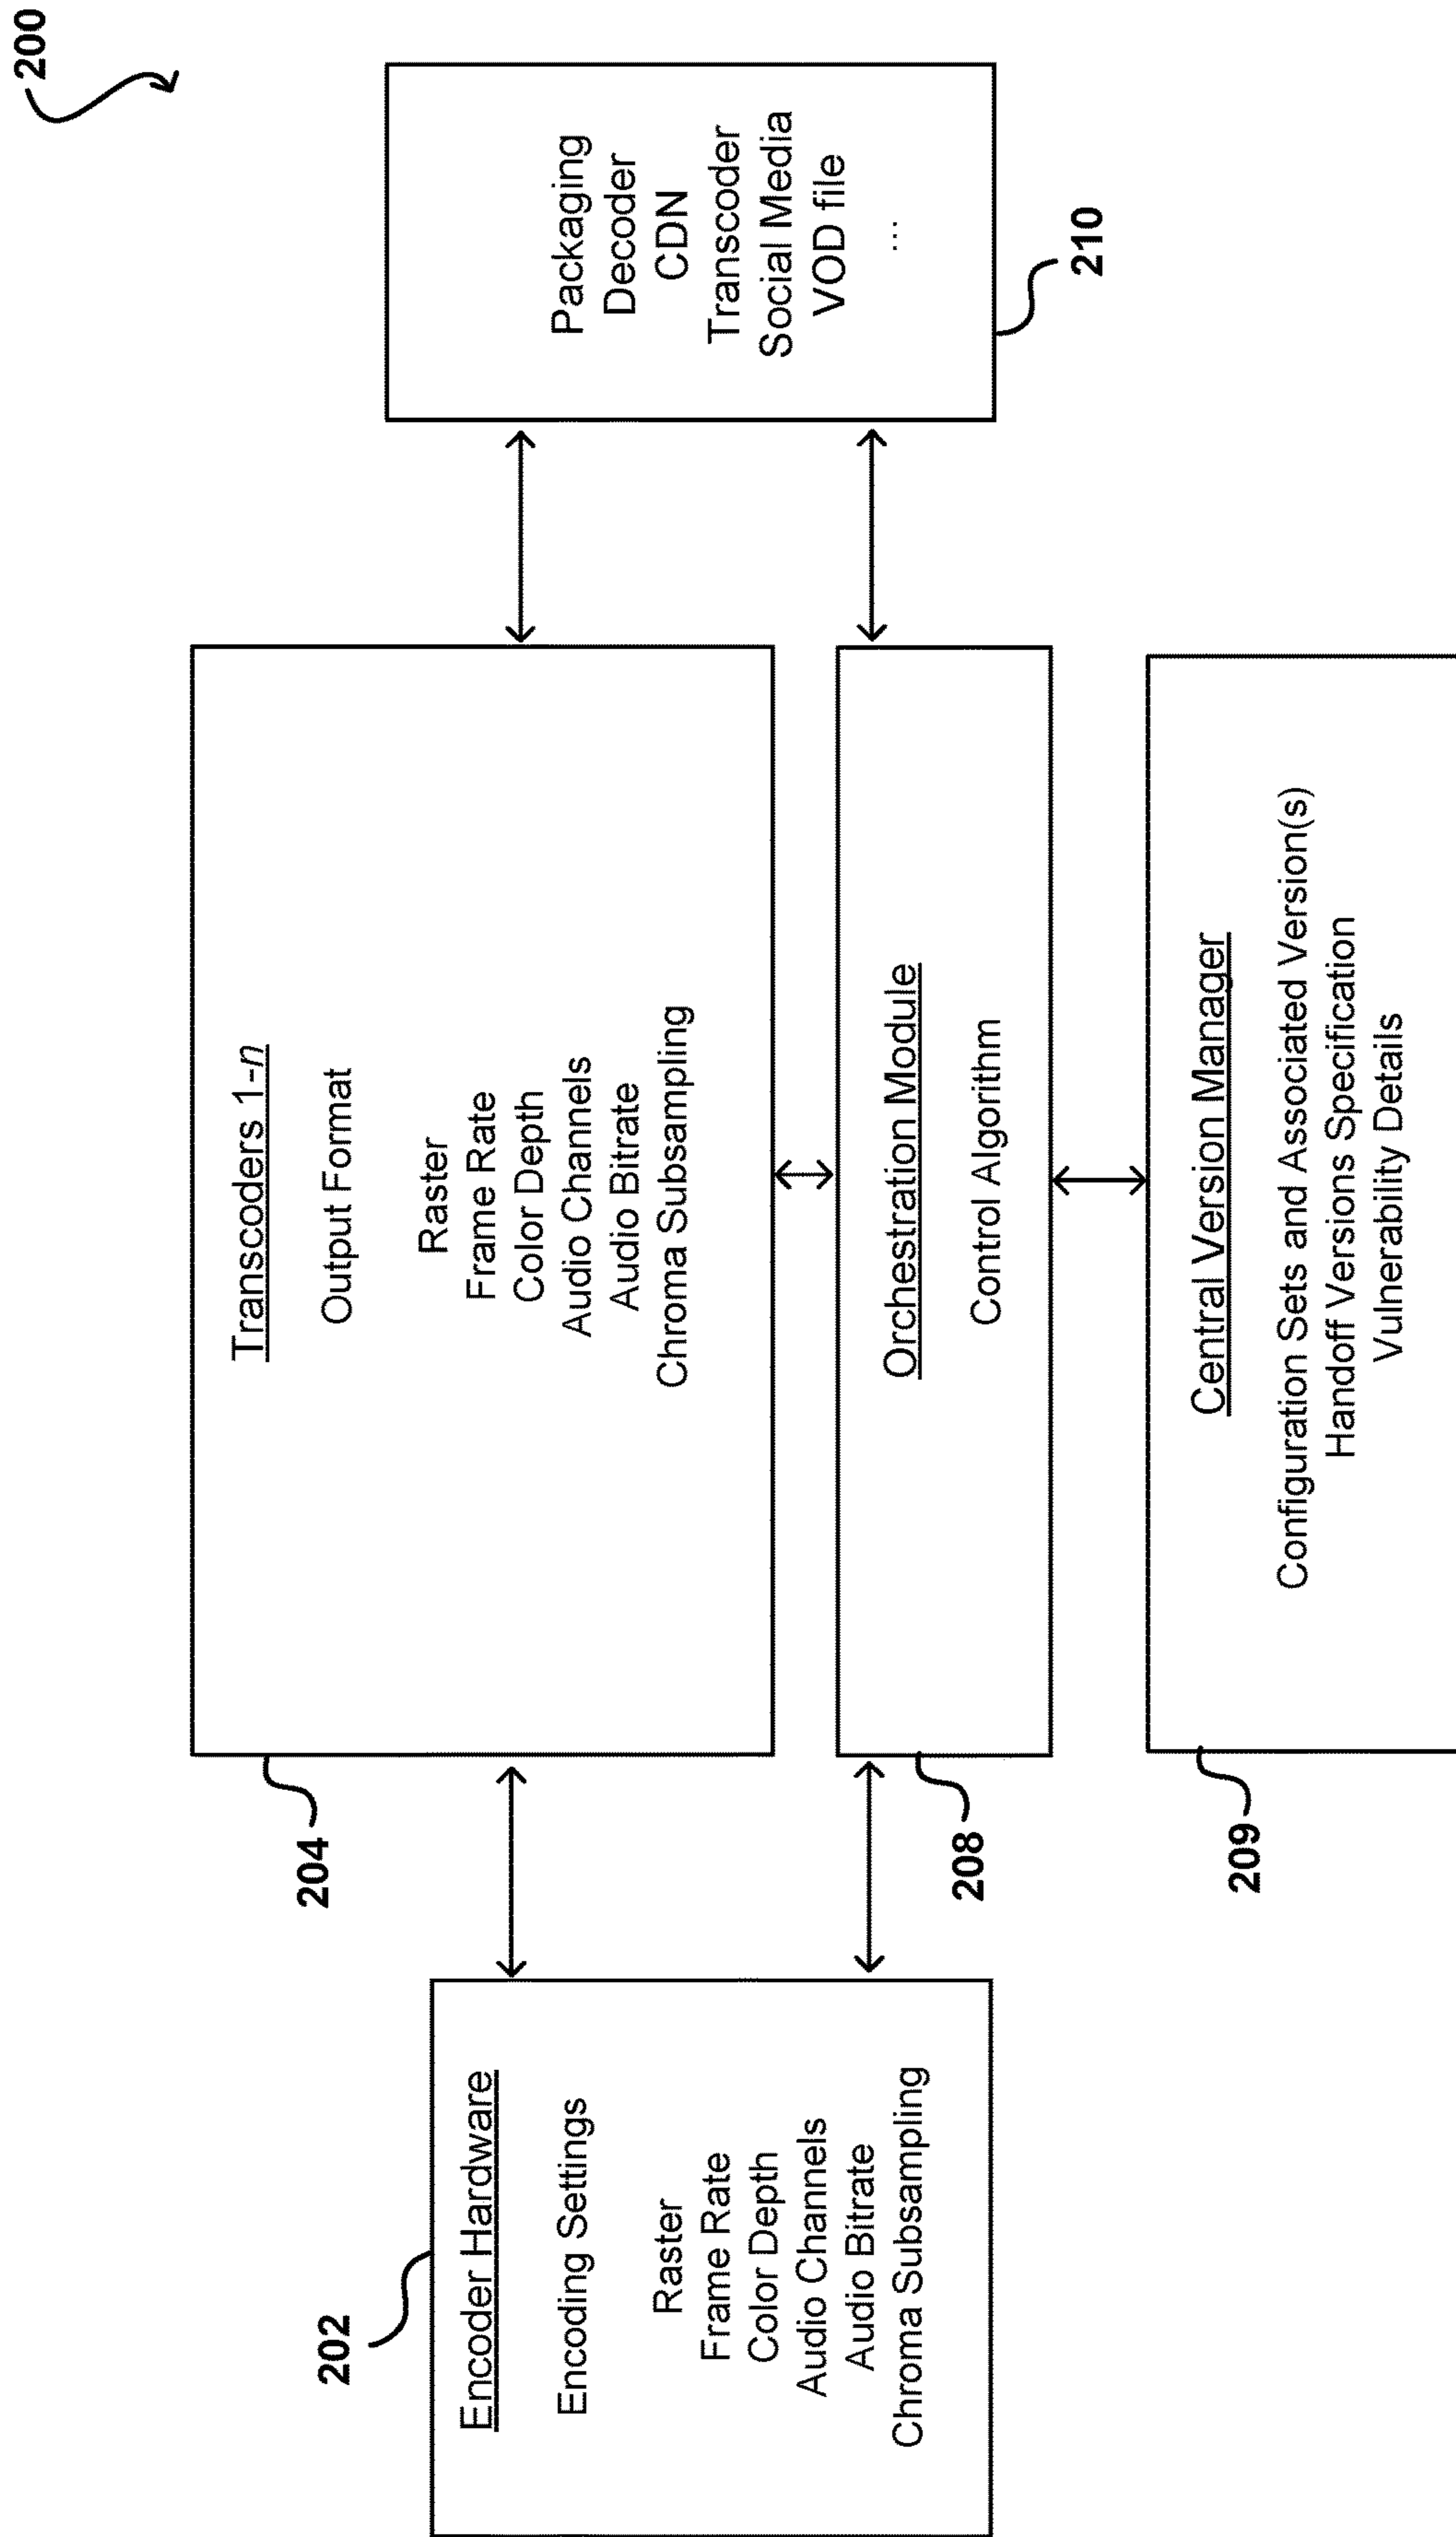 200
202
Encoder Hardware
Encoding Settings
Raster
Frame Rate
Color Depth
Audio Channels
Audio Bitrate
Chroma Subsampling
204
Transcoders 1-n
Output Format
Raster
Frame Rate
Color Depth
Audio Channels
Audio Bitrate
Chroma Subsampling
208
Orchestration Module
Control Algorithm
209
Central Version Manager
Configuration Sets and Associated Version(s)
Handoff Versions Specification
Vulnerability Details
Packaging
Decoder
CDN
Transcoder
Social Media
VOD file
...
210